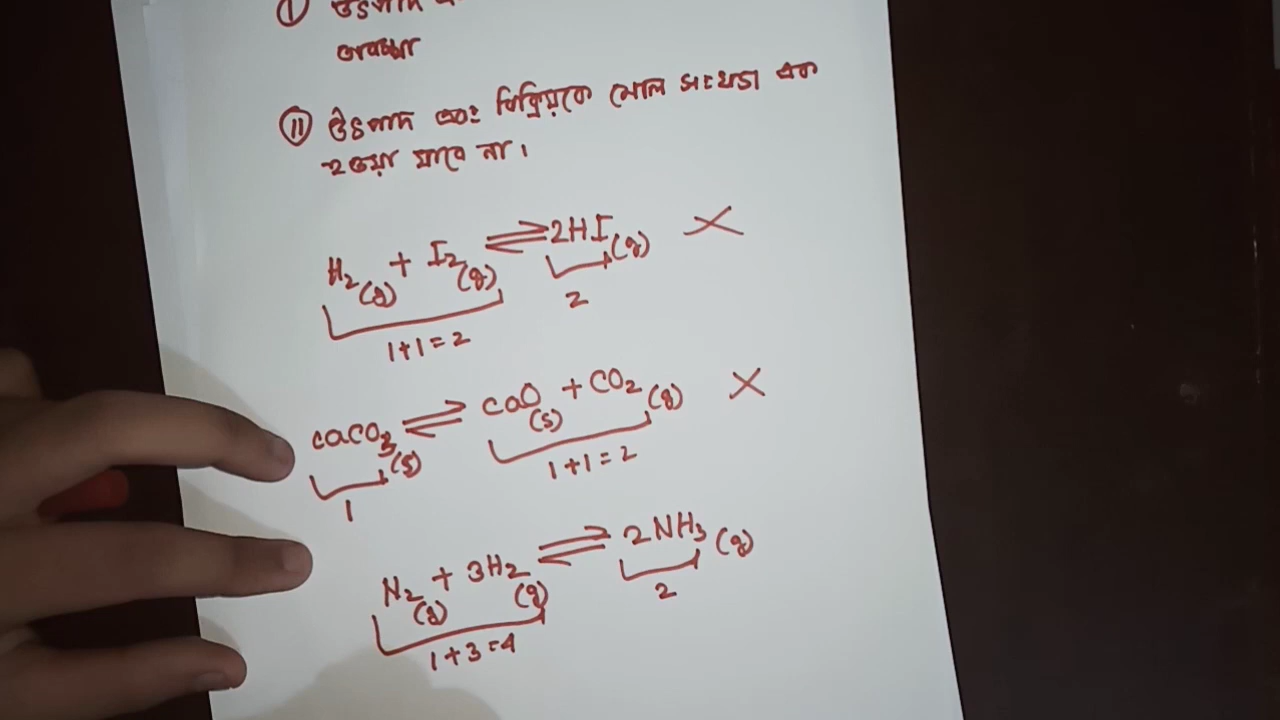 (i) উৎপাদ
অবস্থা
(ii) উৎপাদ এবং বিক্রিয়কে মোল সংখ্যা এক
হওয়া যাবে না।
H₂(g) + I₂(g) ⇌ 2HI(g) ✗
1+1=2 2
CaCO₃(s) ⇌ CaO(s) + CO₂(g) ✗
1 1+1=2
N₂(g) + 3H₂(g) ⇌ 2NH₃(g)
1+3=4 2